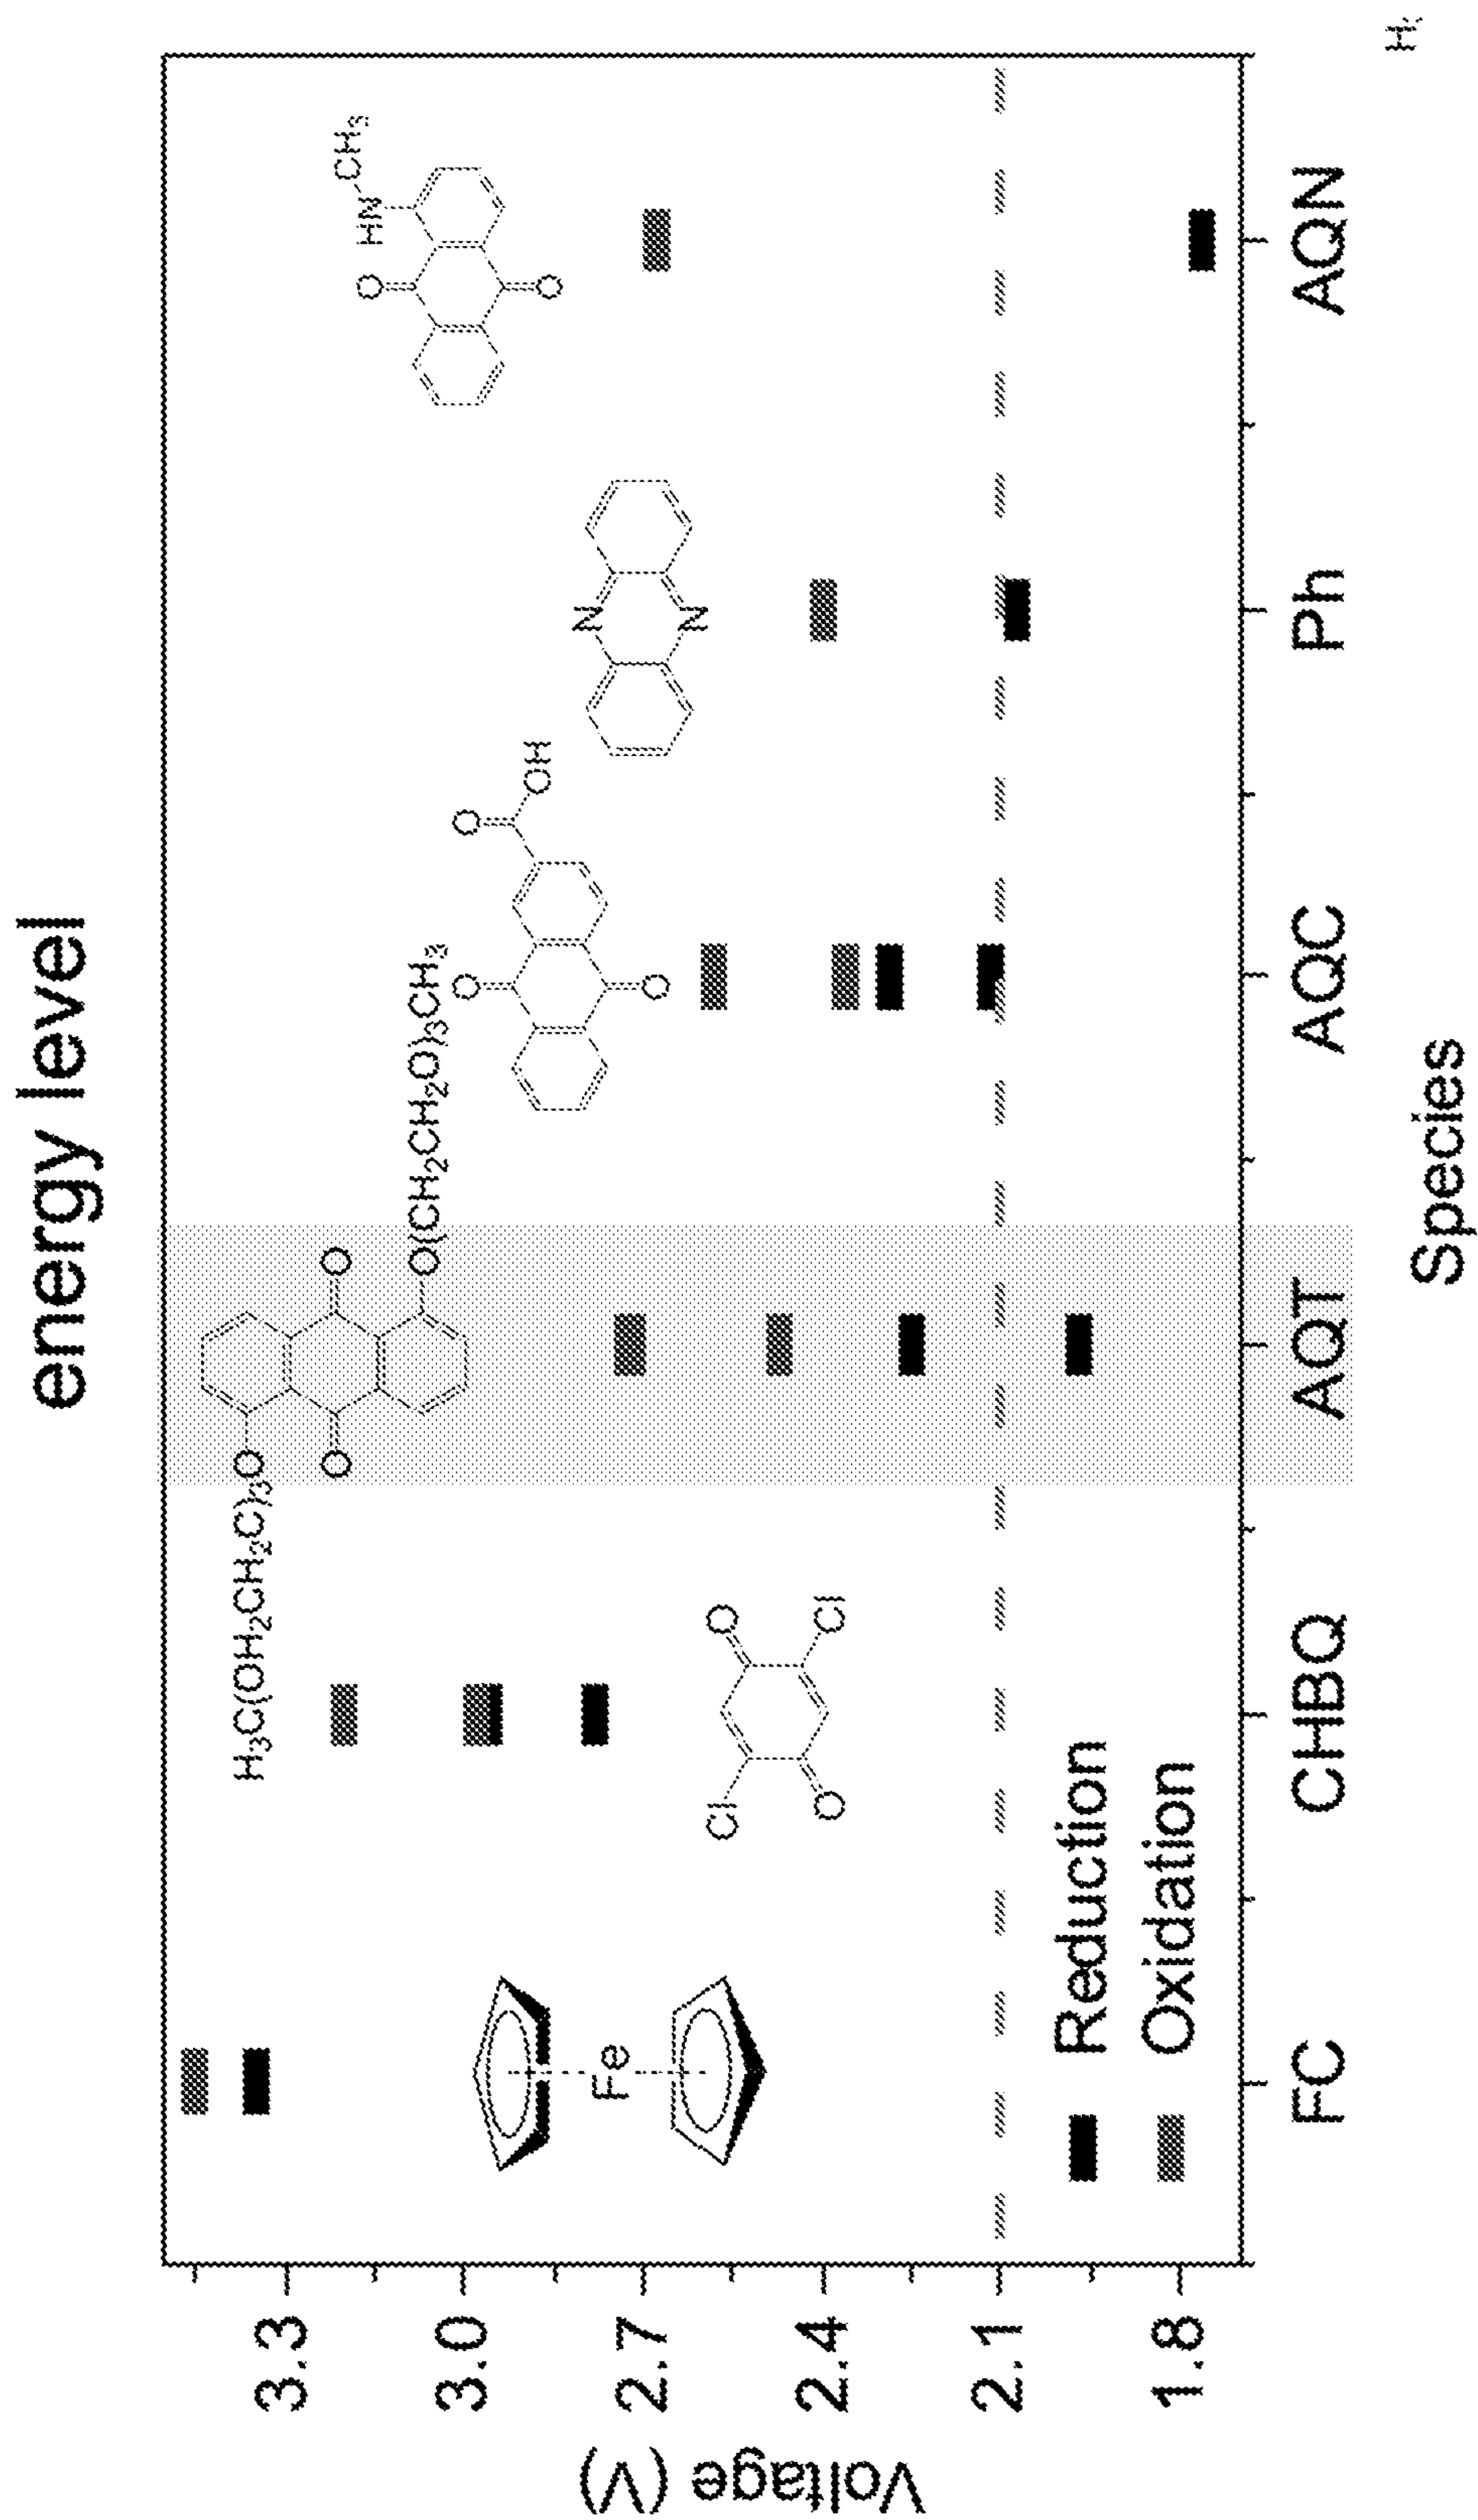 energy level
Voltage (V)
3.3
3.0
2.7
2.4
2.1
1.8
H₃C(OH₂CH₂C)₃O
O
O
O(CH₂CH₂O)₃CH₃
Fe
Cl
O
O
Cl
O
O
O
OH
N
N
O
O
HN
CH₃
Reduction
Oxidation
FC
CHBQ
AQT
AQC
Ph
AQN
Species